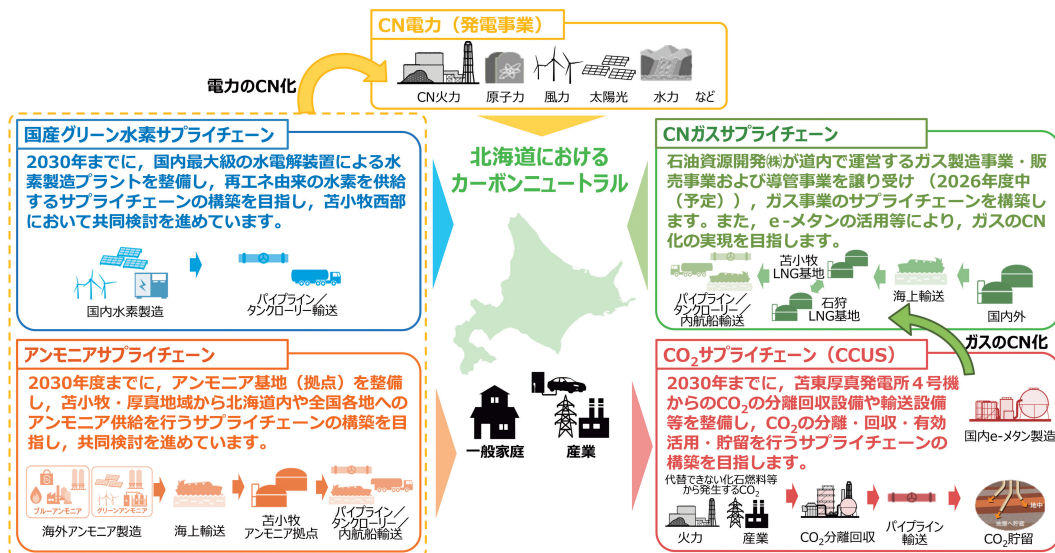 CN電力（発電事業）
CN火力
原子力
風力
太陽光
水力
など
電力のCN化
国産グリーン水素サプライチェーン
2030年までに，国内最大級の水電解装置による水
素製造プラントを整備し，再エネ由来の水素を供給
するサプライチェーンの構築を目指し，苫小牧西部
において共同検討を進めています。
国内水素製造
パイプライン／
タンクローリー輸送
北海道における
カーボンニュートラル
CNガスサプライチェーン
石油資源開発㈱が道内で運営するガス製造事業・販
売事業および導管事業を譲り受け （2026年度中
（予定）），ガス事業のサプライチェーンを構築しま
す。また，ｅ-メタンの活用等により，ガスのCN
化の実現を目指します。
苫小牧
LNG基地
パイプライン／
タンクローリー／
内航船輸送
石狩
LNG基地
海上輸送
国内外
ガスのCN化
アンモニアサプライチェーン
2030年度までに，アンモニア基地（拠点）を整備
し，苫小牧・厚真地域から北海道内や全国各地への
アンモニア供給を行うサプライチェーンの構築を目
指し，共同検討を進めています。
ブルーアンモニア
グリーンアンモニア
海外アンモニア製造
海上輸送
苫小牧
アンモニア拠点
パイプライン／
タンクローリー／
内航船輸送
一般家庭
産業
CO₂サプライチェーン（CCUS）
2030年までに，苫東厚真発電所４号機
からのCO₂の分離回収設備や輸送設備
等を整備し，CO₂の分離・回収・有効
活用・貯留を行うサプライチェーンの
構築を目指します。
国内e-メタン製造
代替できない化石燃料等
から発生するCO₂
火力
産業
CO₂分離回収
パイプライン
輸送
地中
CO₂貯留